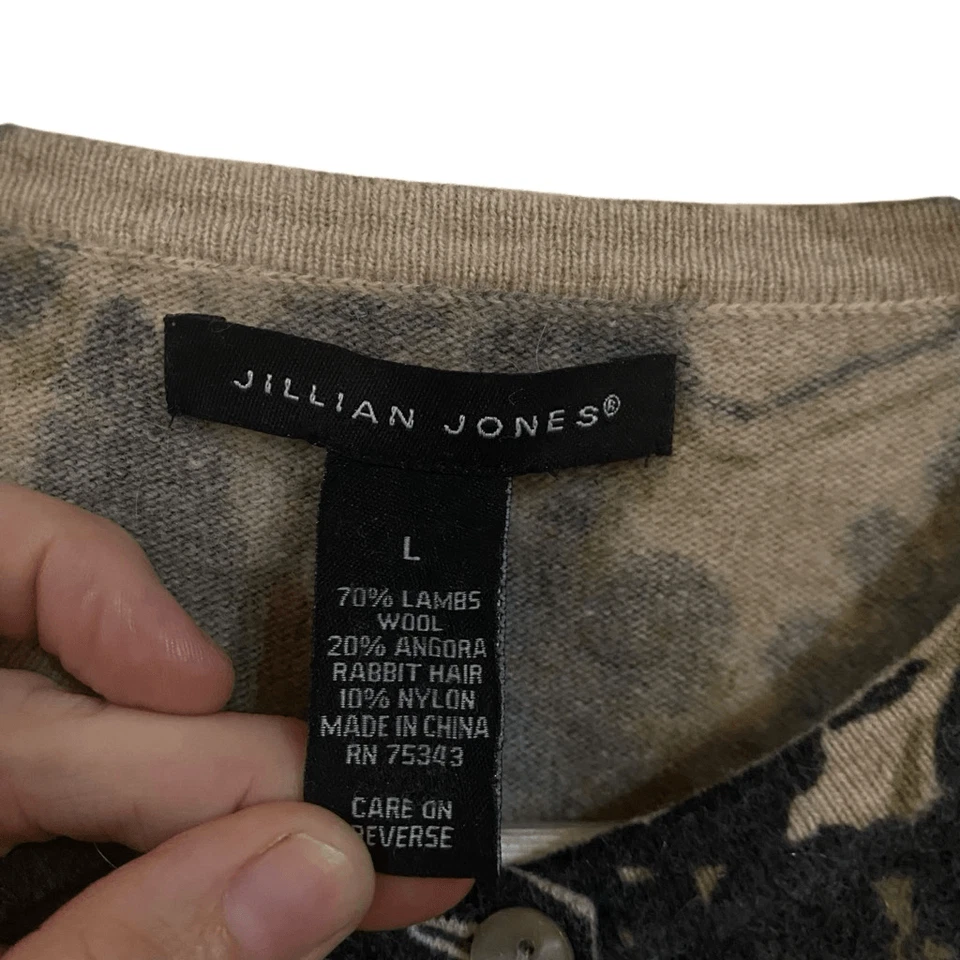 JILLIAN JONES®
L
70% LAMBS
WOOL
20% ANGORA
RABBIT HAIR
10% NYLON
MADE IN CHINA
RN 75343
CARE ON
REVERSE